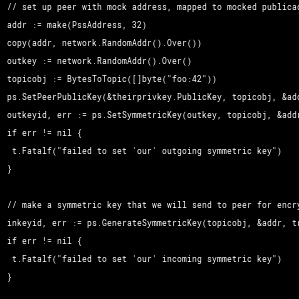 // set up peer with mock address, mapped to mocked publicad
addr := make(PssAddress, 32)
copy(addr, network.RandomAddr().Over())
outkey := network.RandomAddr().Over()
topicobj := BytesToTopic([]byte("foo:42"))
ps.SetPeerPublicKey(&theirprivkey.PublicKey, topicobj, &add
outkeyid, err := ps.SetSymmetricKey(outkey, topicobj, &addr
if err != nil {
t.Fatalf("failed to set 'our' outgoing symmetric key")
}
// make a symmetric key that we will send to peer for encry
inkeyid, err := ps.GenerateSymmetricKey(topicobj, &addr, tr
if err != nil {
t.Fatalf("failed to set 'our' incoming symmetric key")
}